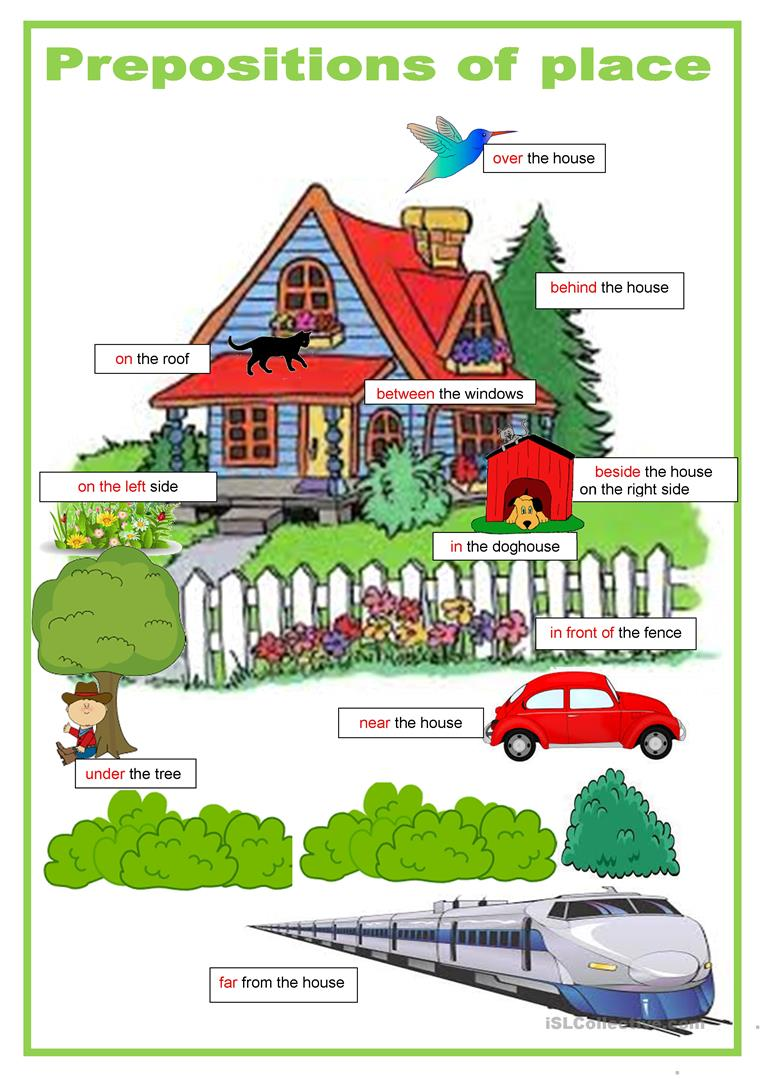 Prepositions of place
over the house
behind the house
on the roof
between the windows
on the left side
beside the house
on the right side
in the doghouse
in front of the fence
near the house
under the tree
far from the house
iSLCollective.com